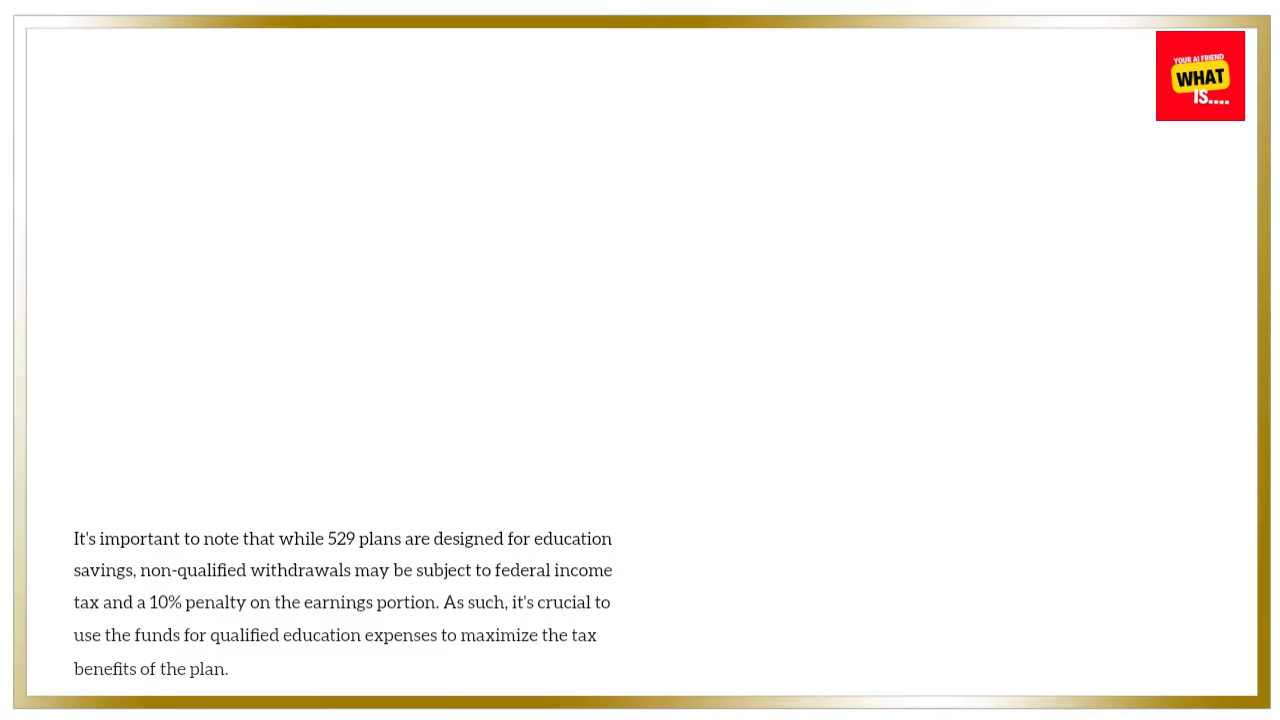 YOUR AI FRIEND
WHAT
IS....
It's important to note that while 529 plans are designed for education
savings, non-qualified withdrawals may be subject to federal income
tax and a 10% penalty on the earnings portion. As such, it's crucial to
use the funds for qualified education expenses to maximize the tax
benefits of the plan.